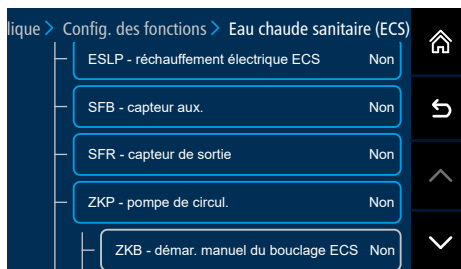 lique > Config. des fonctions > Eau chaude sanitaire (ECS)
ESLP - réchauffement électrique ECS Non
SFB - capteur aux. Non
SFR - capteur de sortie Non
ZKP - pompe de circul. Non
ZKB - démar. manuel du bouclage ECS Non